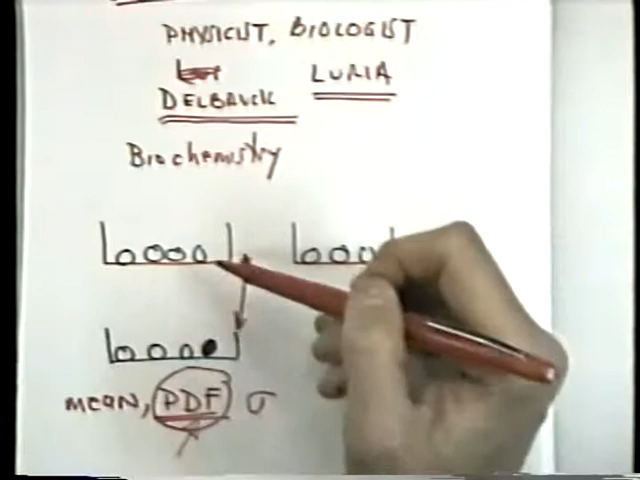 PHYSICIST, BIOLOGIST
DELBRUCK LURIA
Biochemistry
mean, PDF σ